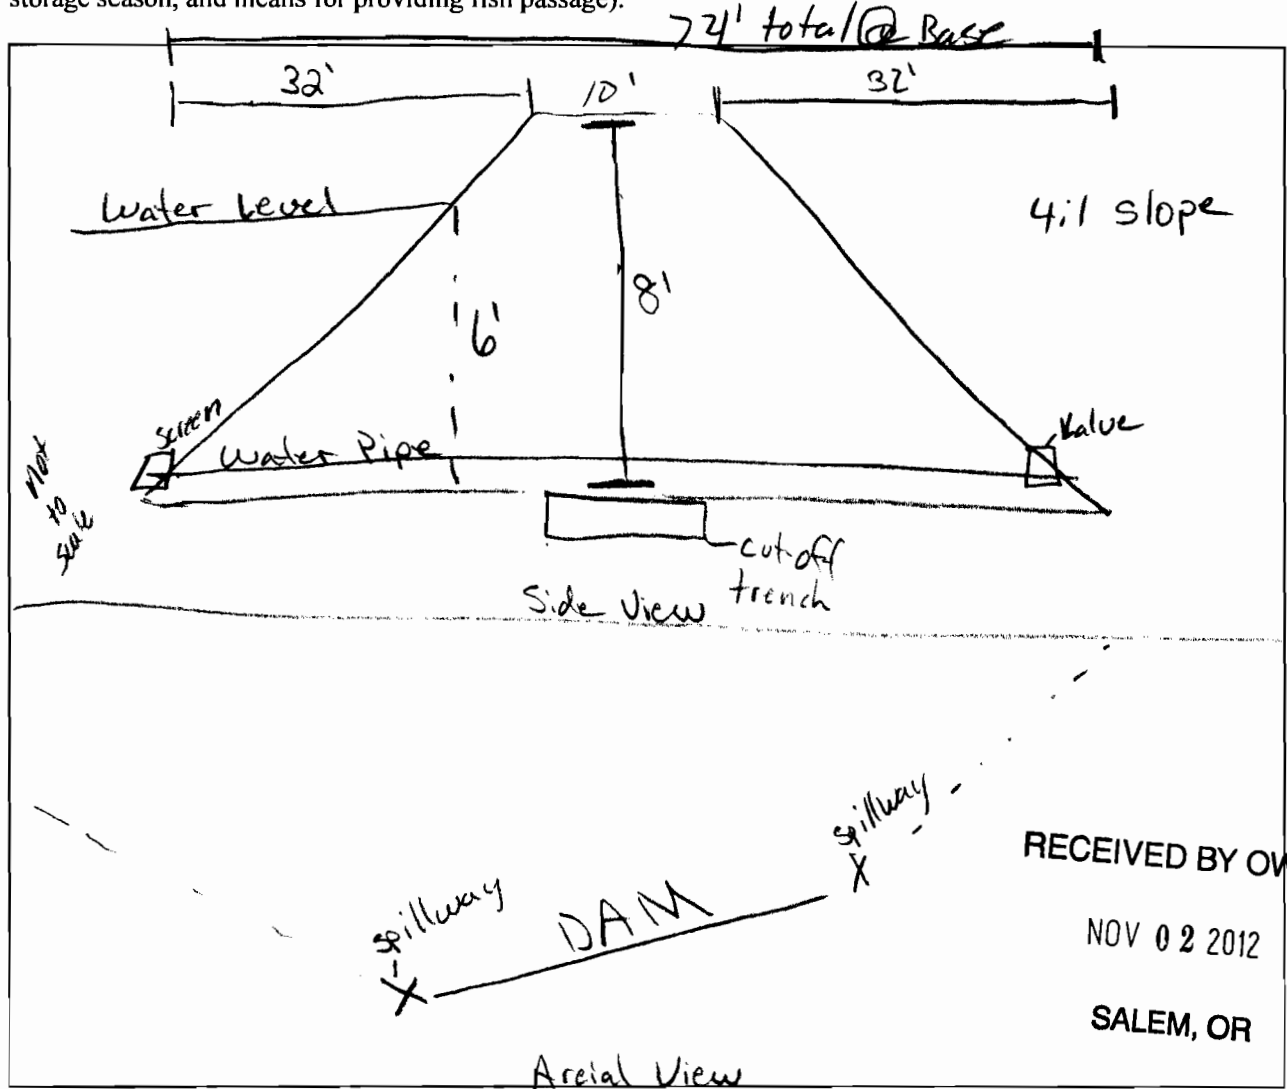 storage season, and means for providing fish passage).
74' total @ Base
32'
10'
32'
Water Level
4:1 slope
8'
6'
Screen
Water Pipe
Valve
Not
to
scale
cut-off
trench
Side View
spillway
spillway
DAM
RECEIVED BY OW
NOV 02 2012
SALEM, OR
Areial View